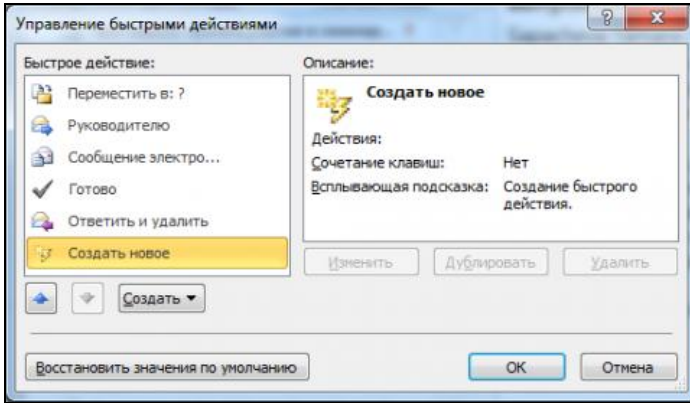 Управление быстрыми действиями
Быстрое действие:
Переместить в: ?
Руководителю
Сообщение электро...
Готово
Ответить и удалить
Создать новое
Создать
Описание:
Создать новое
Действия:
Сочетание клавиш: Нет
Всплывающая подсказка: Создание быстрого
действия.
Изменить Дублировать Удалить
Восстановить значения по умолчанию ОК Отмена